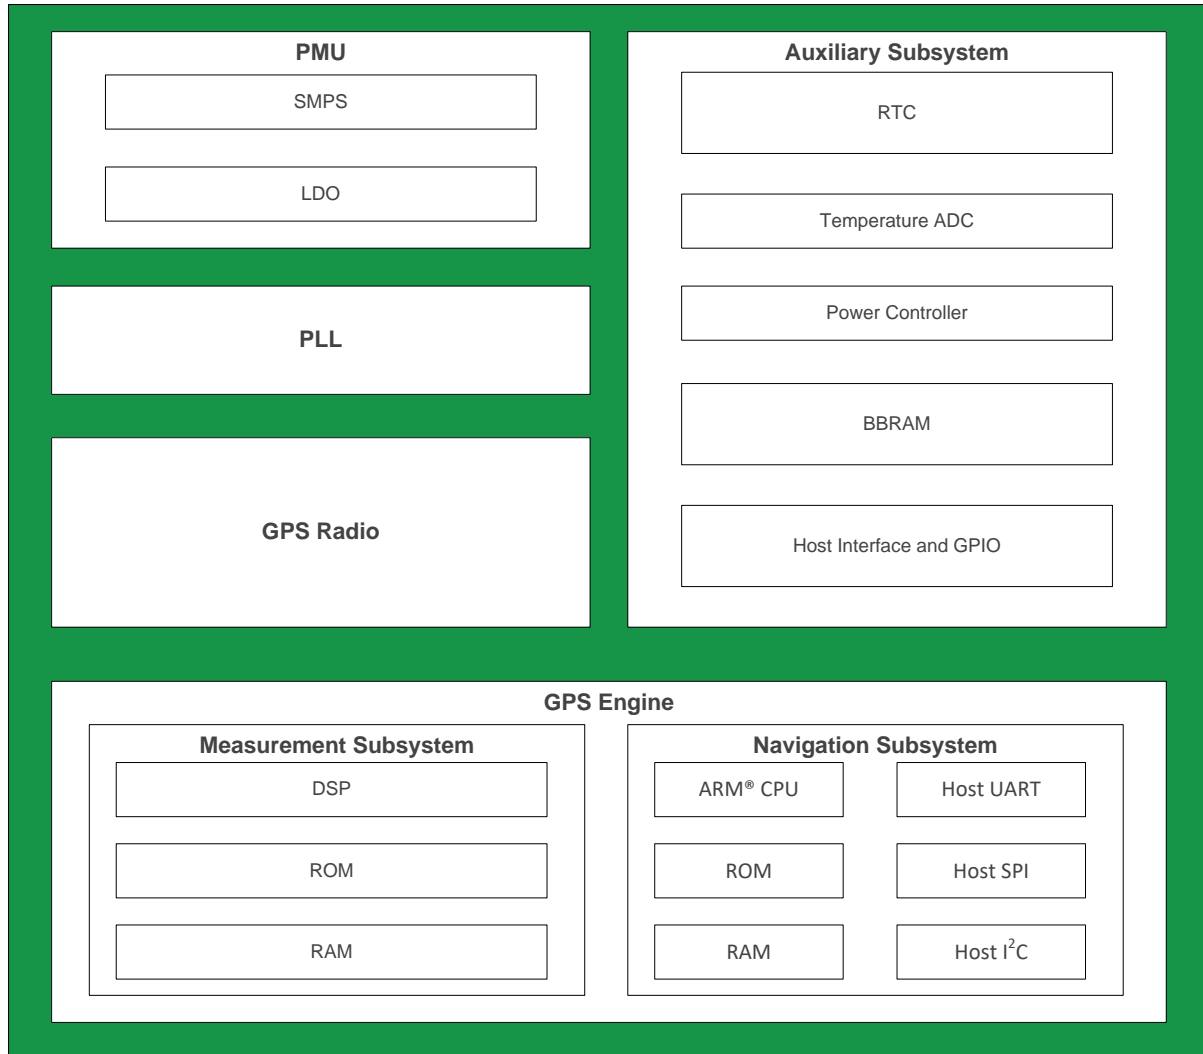 PMU
SMPS
LDO
PLL
GPS Radio
Auxiliary Subsystem
RTC
Temperature ADC
Power Controller
BBRAM
Host Interface and GPIO
GPS Engine
Measurement Subsystem
DSP
ROM
RAM
Navigation Subsystem
ARM® CPU
Host UART
ROM
Host SPI
RAM
Host I²C